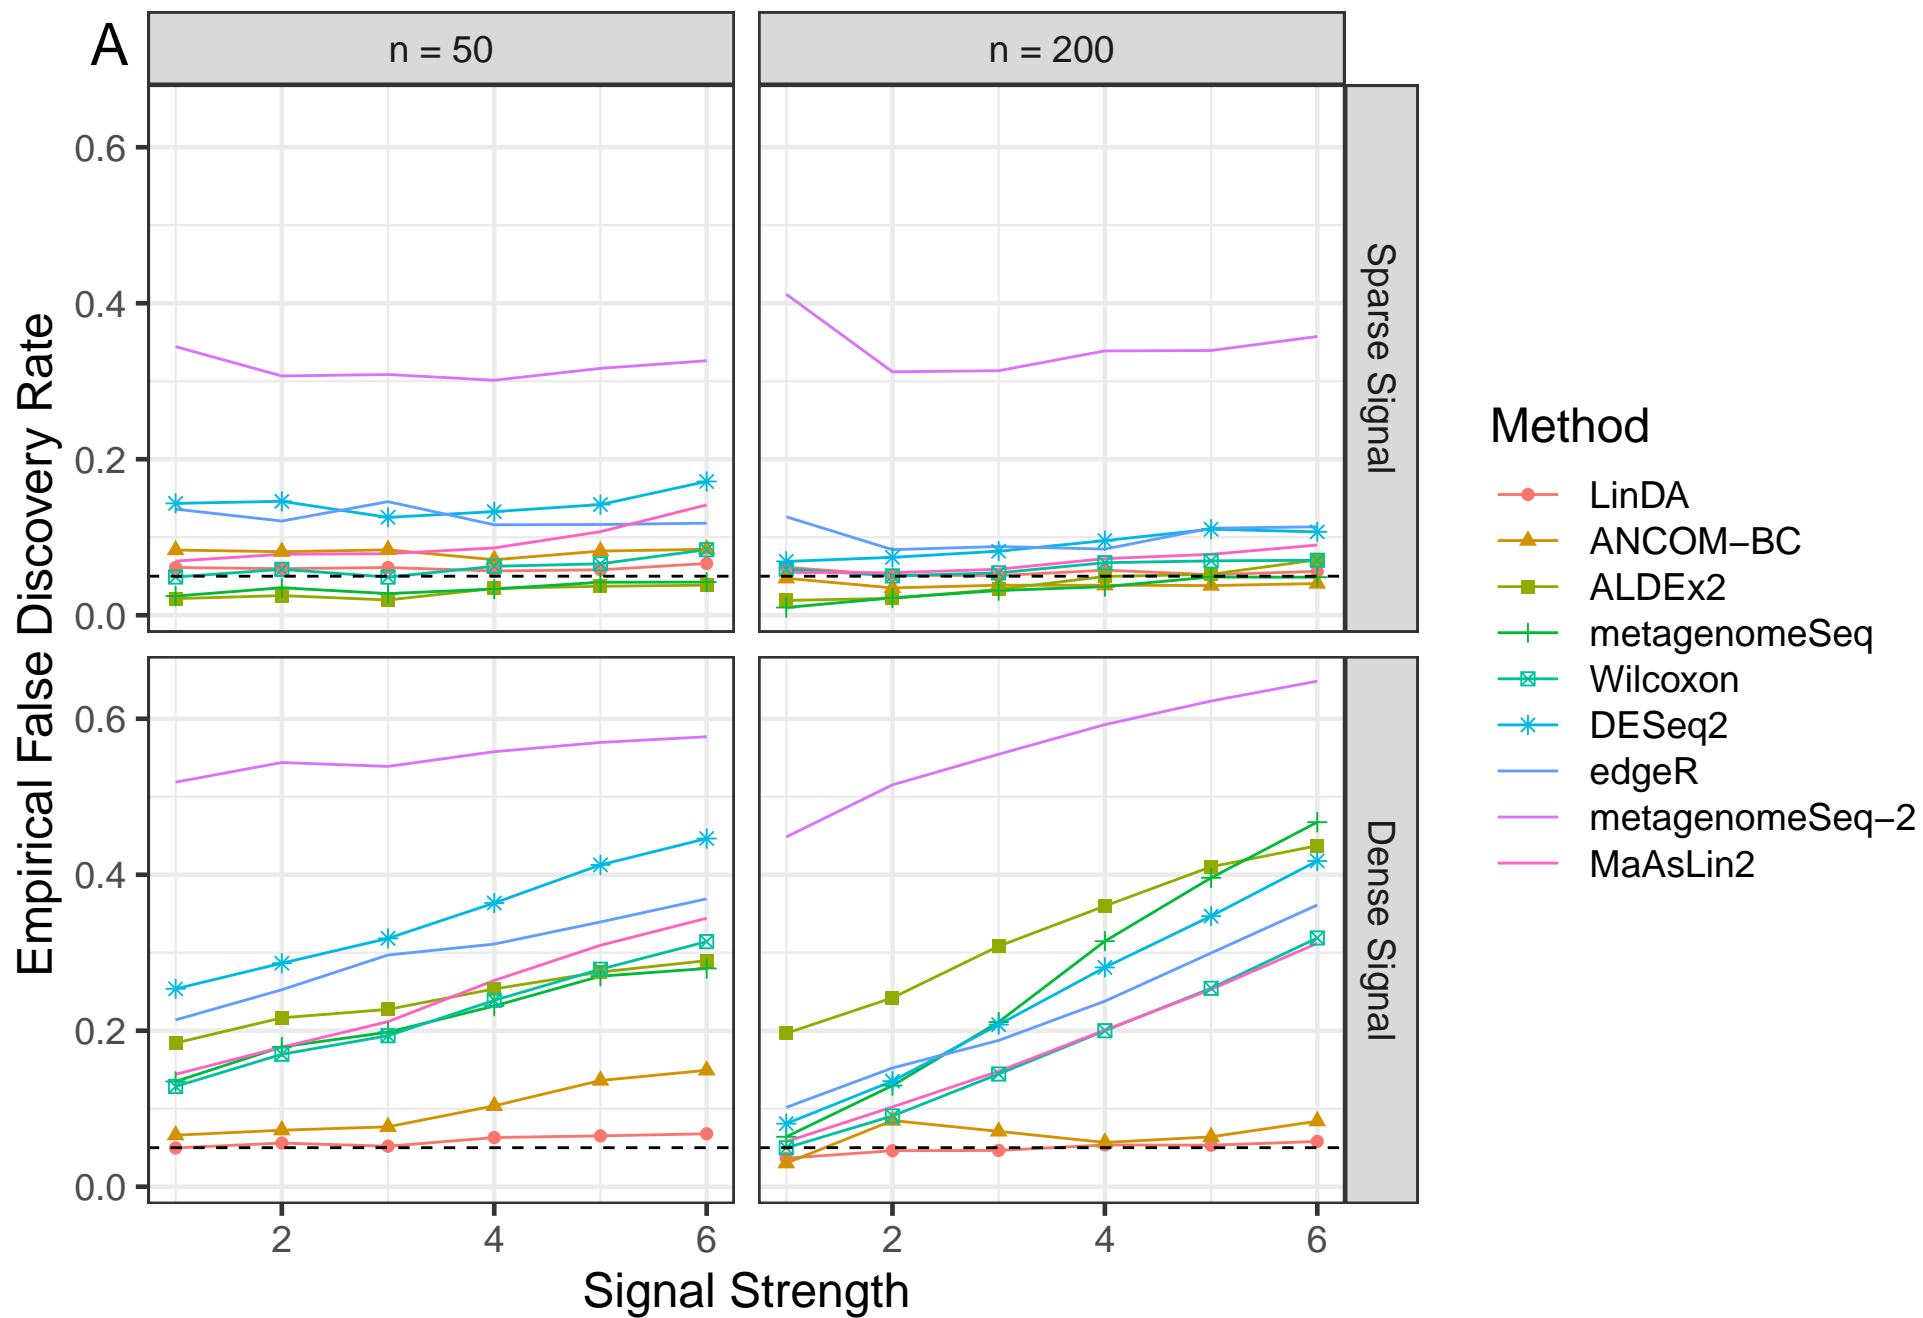 A
n = 50
n = 200
Empirical False Discovery Rate
0.6
0.4
0.2
0.0
Sparse Signal
0.6
0.4
0.2
0.0
Dense Signal
2
4
6
2
4
6
Signal Strength
Method
LinDA
ANCOM−BC
ALDEx2
metagenomeSeq
Wilcoxon
DESeq2
edgeR
metagenomeSeq−2
MaAsLin2